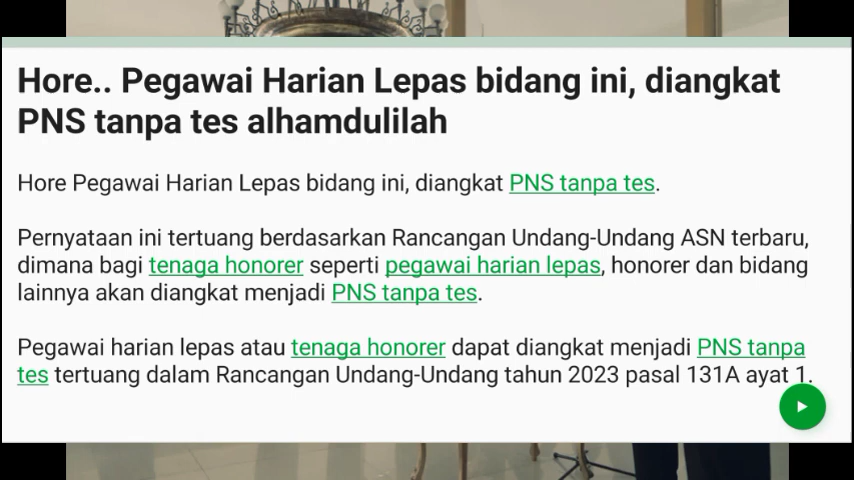 Hore.. Pegawai Harian Lepas bidang ini, diangkat
PNS tanpa tes alhamdulilah
Hore Pegawai Harian Lepas bidang ini, diangkat PNS tanpa tes.
Pernyataan ini tertuang berdasarkan Rancangan Undang-Undang ASN terbaru,
dimana bagi tenaga honorer seperti pegawai harian lepas, honorer dan bidang
lainnya akan diangkat menjadi PNS tanpa tes.
Pegawai harian lepas atau tenaga honorer dapat diangkat menjadi PNS tanpa
tes tertuang dalam Rancangan Undang-Undang tahun 2023 pasal 131A ayat 1.